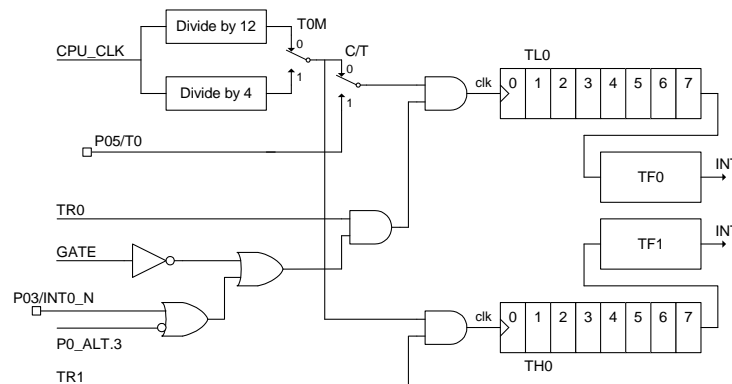 Divide by 12
T0M
CPU_CLK
0
C/T
TL0
0
1
clk
0 1 2 3 4 5 6 7
Divide by 4
1
P05/T0
TF0
INT
TR0
INT
TF1
GATE
P03/INT0_N
clk
0 1 2 3 4 5 6 7
P0_ALT.3
TH0
TR1